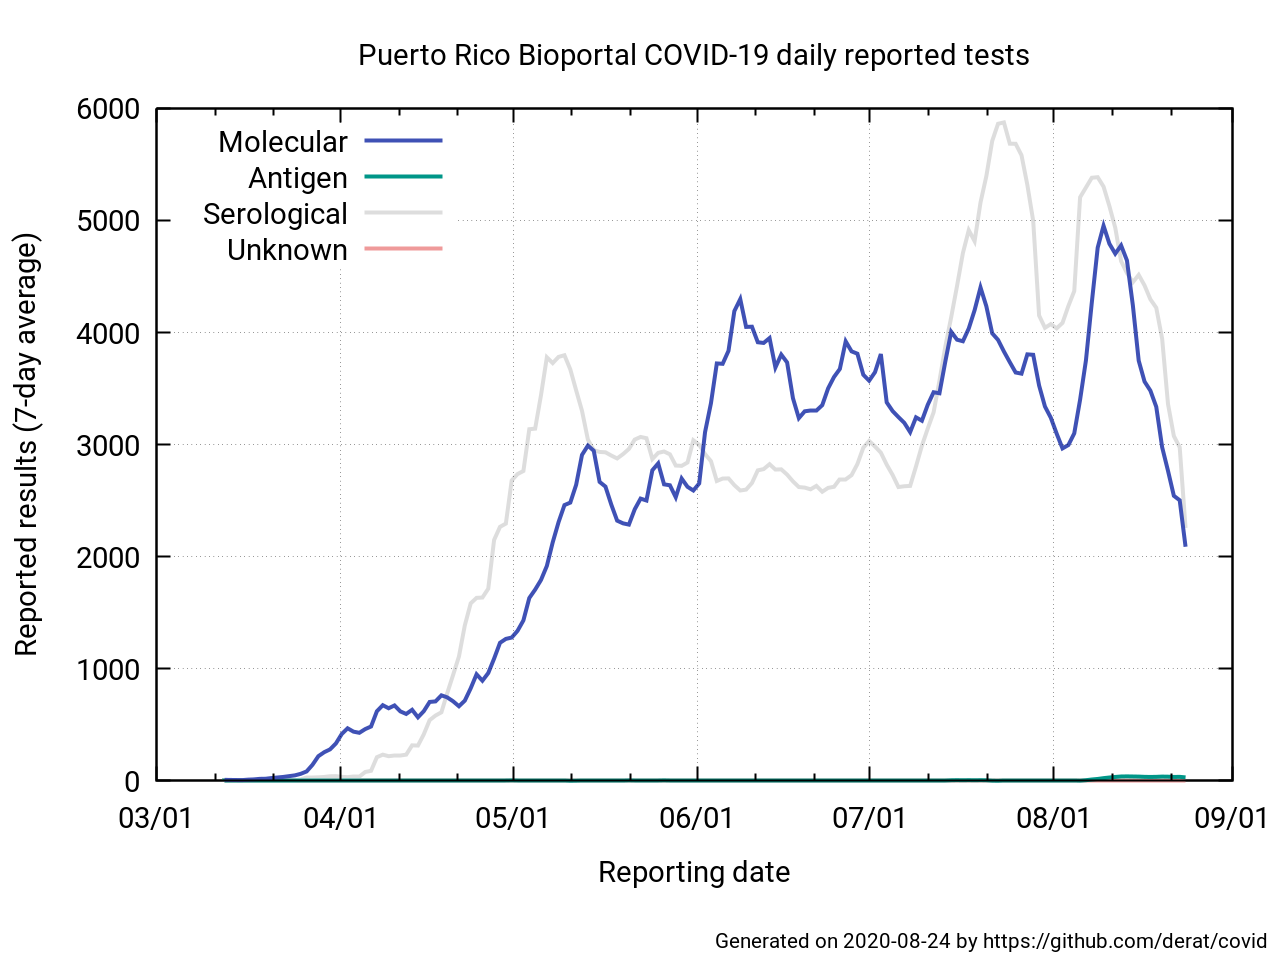 Puerto Rico Bioportal COVID-19 daily reported tests
6000
5000
4000
3000
2000
1000
0
Molecular
Antigen
Serological
Unknown
Reported results (7-day average)
03/01 04/01 05/01 06/01 07/01 08/01 09/01
Reporting date
Generated on 2020-08-24 by https://github.com/derat/covid